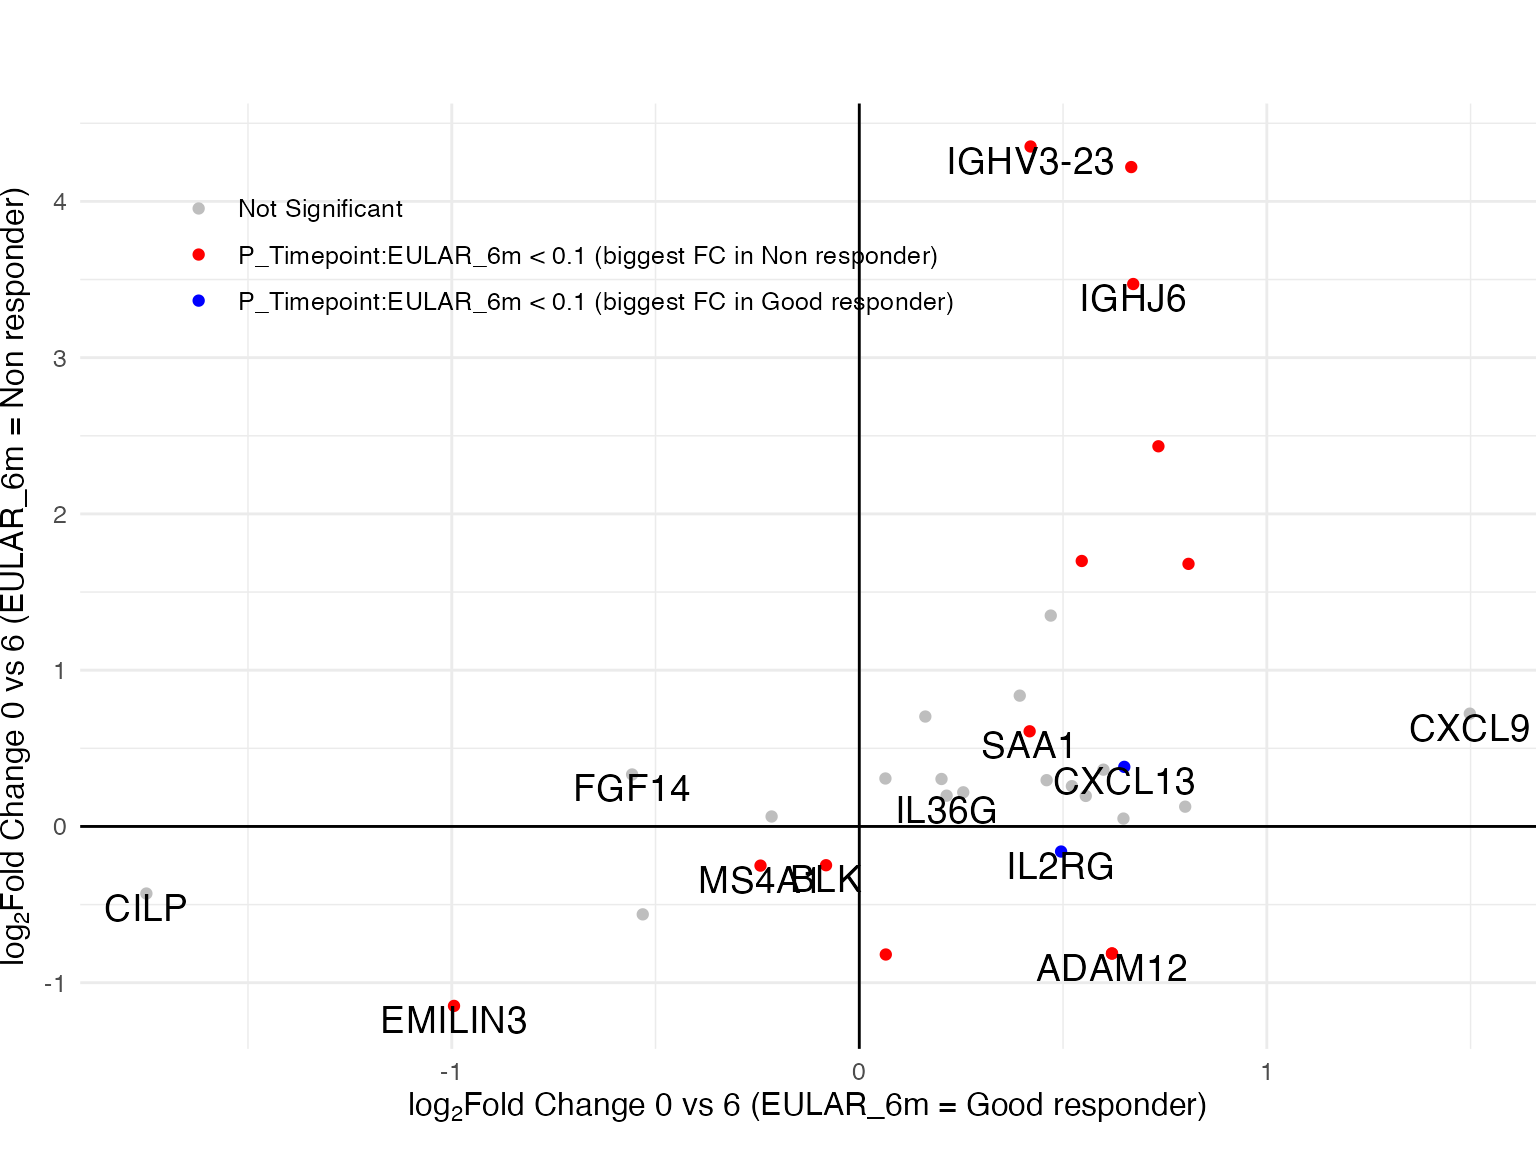 IGHV3-23
Not Significant
P_Timepoint:EULAR_6m < 0.1 (biggest FC in Non responder)
P_Timepoint:EULAR_6m < 0.1 (biggest FC in Good responder)
IGHJ6
CXCL9
SAA1
CXCL13
FGF14
IL36G
IL2RG
MS4A1
BLK
CILP
ADAM12
EMILIN3
4
3
2
1
0
-1
-1
0
1
log₂Fold Change 0 vs 6 (EULAR_6m = Good responder)
log₂Fold Change 0 vs 6 (EULAR_6m = Non responder)